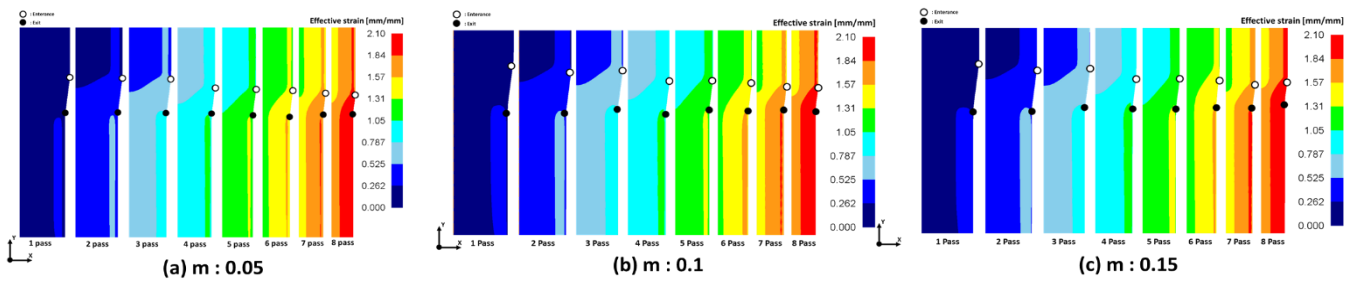 : Enterance
: Exit
Effective strain [mm/mm]
2.10
1.84
1.57
1.31
1.05
0.787
0.525
0.262
0.000
Y
X
1 pass 2 pass 3 pass 4 pass 5 pass 6 pass 7 pass 8 pass
(a) m : 0.05
: Enterance
: Exit
Effective strain [mm/mm]
2.10
1.84
1.57
1.31
1.05
0.787
0.525
0.262
0.000
Y
X
1 Pass 2 Pass 3 Pass 4 Pass 5 Pass 6 Pass 7 Pass 8 Pass
(b) m : 0.1
: Enterance
: Exit
Effective strain [mm/mm]
2.10
1.84
1.57
1.31
1.05
0.787
0.525
0.262
0.000
Y
X
1 Pass 2 Pass 3 Pass 4 Pass 5 Pass 6 Pass 7 Pass 8 Pass
(c) m : 0.15